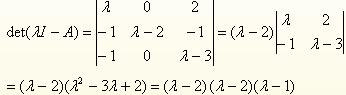 det(λI − A) = | λ 0 2 ; −1 λ−2 −1 ; −1 0 λ−3 | = (λ−2) | λ 2 ; −1 λ−3 |
= (λ−2)(λ²−3λ+2) = (λ−2)(λ−2)(λ−1)